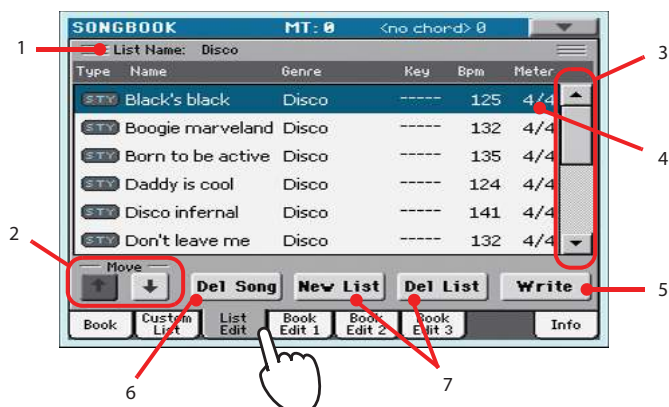 SONGBOOK MT: 0 <no chord> 0
1 List Name: Disco
Type Name Genre Key Bpm Meter 3
STY Black's black Disco ----- 125 4/4
STY Boogie marveland Disco ----- 132 4/4
STY Born to be active Disco ----- 135 4/4 4
STY Daddy is cool Disco ----- 124 4/4
STY Disco infernal Disco ----- 141 4/4
STY Don't leave me Disco ----- 132 4/4
2 Move
Del Song New List Del List Write 5
Book Custom List List Edit Book Edit 1 Book Edit 2 Book Edit 3 Info
6 7